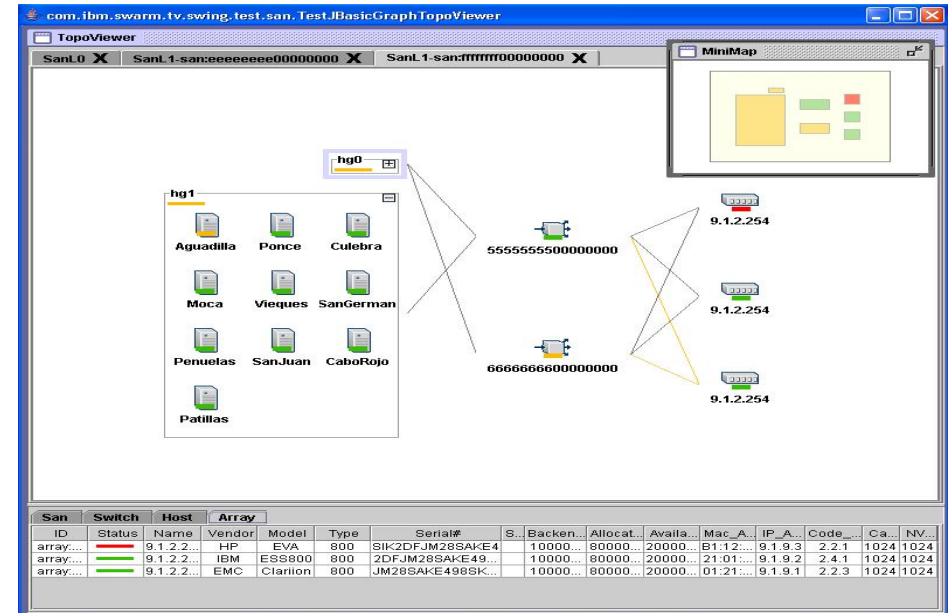 com.ibm.swarm.tv.swing.test.san.TestJBasicGraphTopoViewer
TopoViewer
SanL0 X SanL1-san:eeeeeeee00000000 X SanL1-san:ffffffff00000000 X
MiniMap
hg0
hg1
9.1.2.254
Aguadilla Ponce Culebra
5555555500000000
Moca Vieques SanGerman
9.1.2.254
Penuelas SanJuan CaboRojo
6666666600000000
9.1.2.254
Patillas
San Switch Host Array
ID Status Name Vendor Model Type Serial# S... Backen... Allocat... Availa... Mac_A... IP_A... Code_... Ca... NV...
array:... 9.1.2.2... HP EVA 800 SIK2DFJM28SAKE4 10000... 80000... 20000... B1:12:... 9.1.9.3 2.2.1 1024 1024
array:... 9.1.2.2... IBM ESS800 800 2DFJM28SAKE49... 10000... 80000... 20000... 21:01:... 9.1.9.2 2.4.1 1024 1024
array:... 9.1.2.2... EMC Clariion 800 JM28SAKE498SK... 10000... 80000... 20000... 01:21:... 9.1.9.1 2.2.3 1024 1024